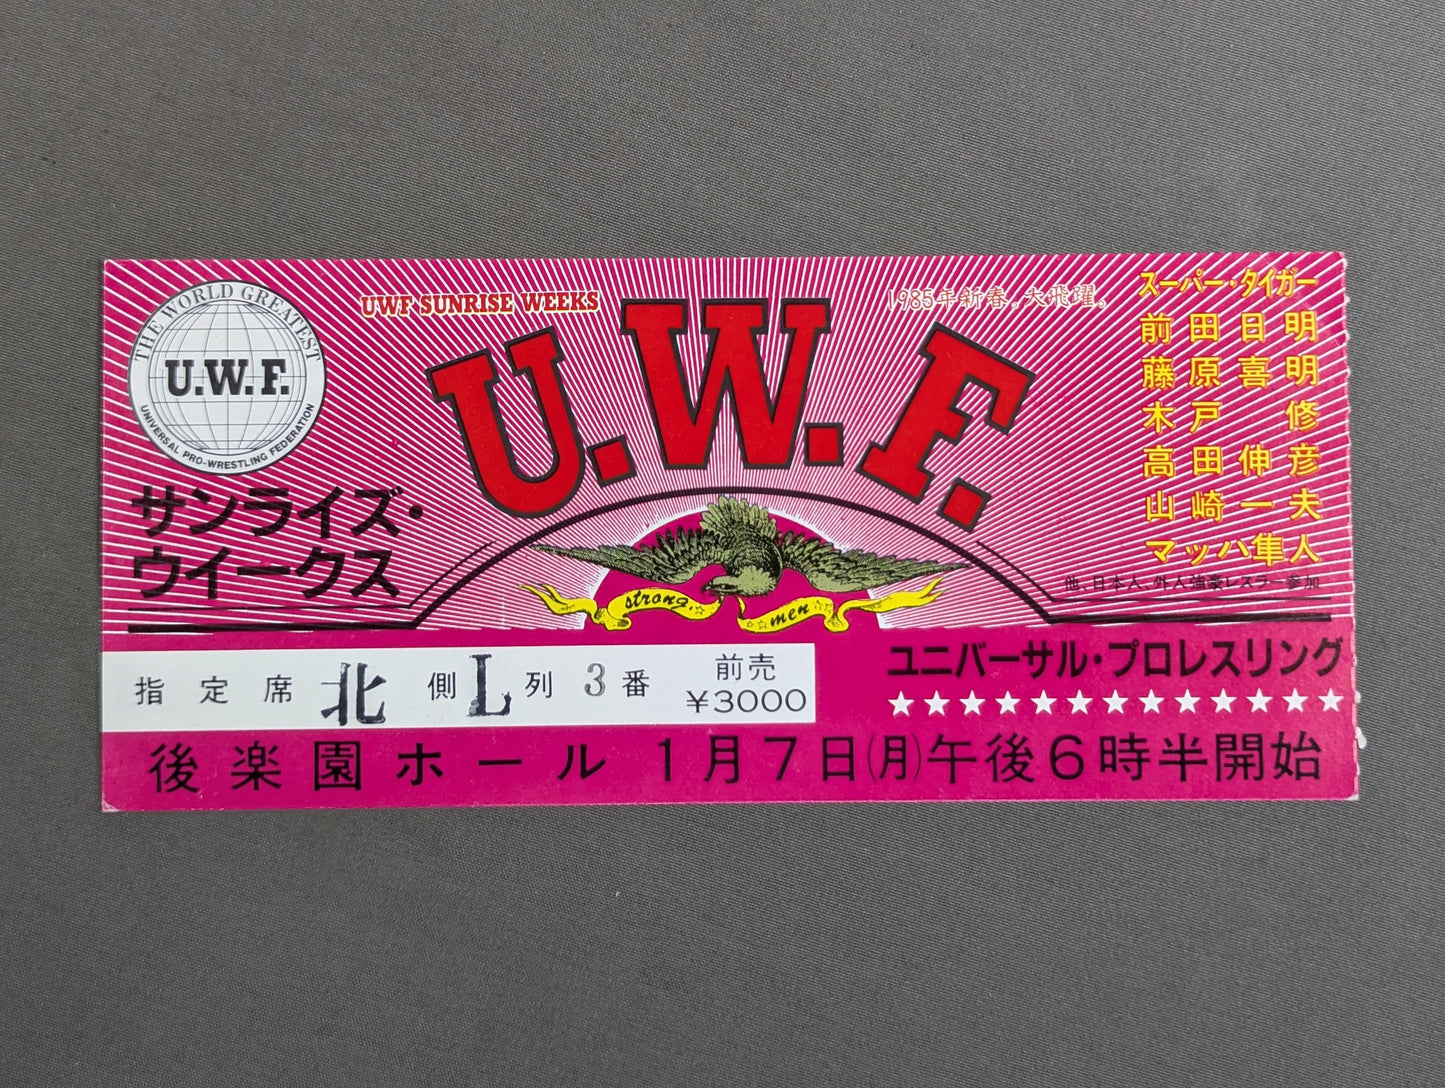 THE WORLD GREATEST
U.W.F.
UNIVERSAL PRO-WRESTLING FEDERATION
UWF SUNRISE WEEKS
1985年新春。大飛躍。
U.W.F.
サンライズ・
ウイークス
strong
men
スーパー・タイガー
前田日明
藤原喜明
木戸 修
高田伸彦
山崎一夫
マッハ隼人
他、日本人、外人強豪レスラー参加
ユニバーサル・プロレスリング
★★★★★★★★★★★★★
指定席 北側 L列 3番 前売 ¥3000
後楽園ホール 1月7日(月)午後6時半開始